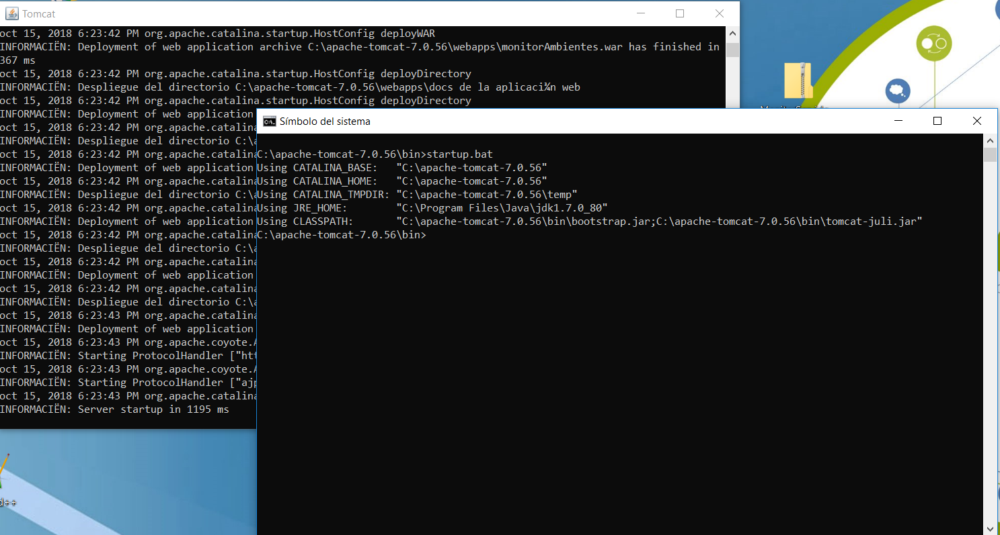 Tomcat
oct 15, 2018 6:23:42 PM org.apache.catalina.startup.HostConfig deployWAR
INFORMACIËN: Deployment of web application archive C:\apache-tomcat-7.0.56\webapps\monitorAmbientes.war has finished in
367 ms
oct 15, 2018 6:23:42 PM org.apache.catalina.startup.HostConfig deployDirectory
INFORMACIËN: Despliegue del directorio C:\apache-tomcat-7.0.56\webapps\docs de la aplicaci¾n web
oct 15, 2018 6:23:42 PM org.apache.catalina.startup.HostConfig deployDirectory
INFORMACIËN: Deployment of web application
oct 15, 2018 6:23:42 PM org.apache.catalina
INFORMACIËN: Despliegue del directorio C:\a
oct 15, 2018 6:23:42 PM org.apache.catalina
INFORMACIËN: Deployment of web application
oct 15, 2018 6:23:42 PM org.apache.catalina
INFORMACIËN: Despliegue del directorio C:\a
oct 15, 2018 6:23:42 PM org.apache.catalina
INFORMACIËN: Deployment of web application
oct 15, 2018 6:23:42 PM org.apache.catalina
INFORMACIËN: Despliegue del directorio C:\a
oct 15, 2018 6:23:42 PM org.apache.catalina
INFORMACIËN: Deployment of web application
oct 15, 2018 6:23:42 PM org.apache.catalina
INFORMACIËN: Despliegue del directorio C:\a
oct 15, 2018 6:23:43 PM org.apache.catalina
INFORMACIËN: Deployment of web application
oct 15, 2018 6:23:43 PM org.apache.coyote.A
INFORMACIËN: Starting ProtocolHandler ["htt
oct 15, 2018 6:23:43 PM org.apache.coyote.A
INFORMACIËN: Starting ProtocolHandler ["ajp
oct 15, 2018 6:23:43 PM org.apache.catalina
INFORMACIËN: Server startup in 1195 ms
Símbolo del sistema
C:\apache-tomcat-7.0.56\bin>startup.bat
Using CATALINA_BASE:   "C:\apache-tomcat-7.0.56"
Using CATALINA_HOME:   "C:\apache-tomcat-7.0.56"
Using CATALINA_TMPDIR: "C:\apache-tomcat-7.0.56\temp"
Using JRE_HOME:        "C:\Program Files\Java\jdk1.7.0_80"
Using CLASSPATH:       "C:\apache-tomcat-7.0.56\bin\bootstrap.jar;C:\apache-tomcat-7.0.56\bin\tomcat-juli.jar"
C:\apache-tomcat-7.0.56\bin>
d++